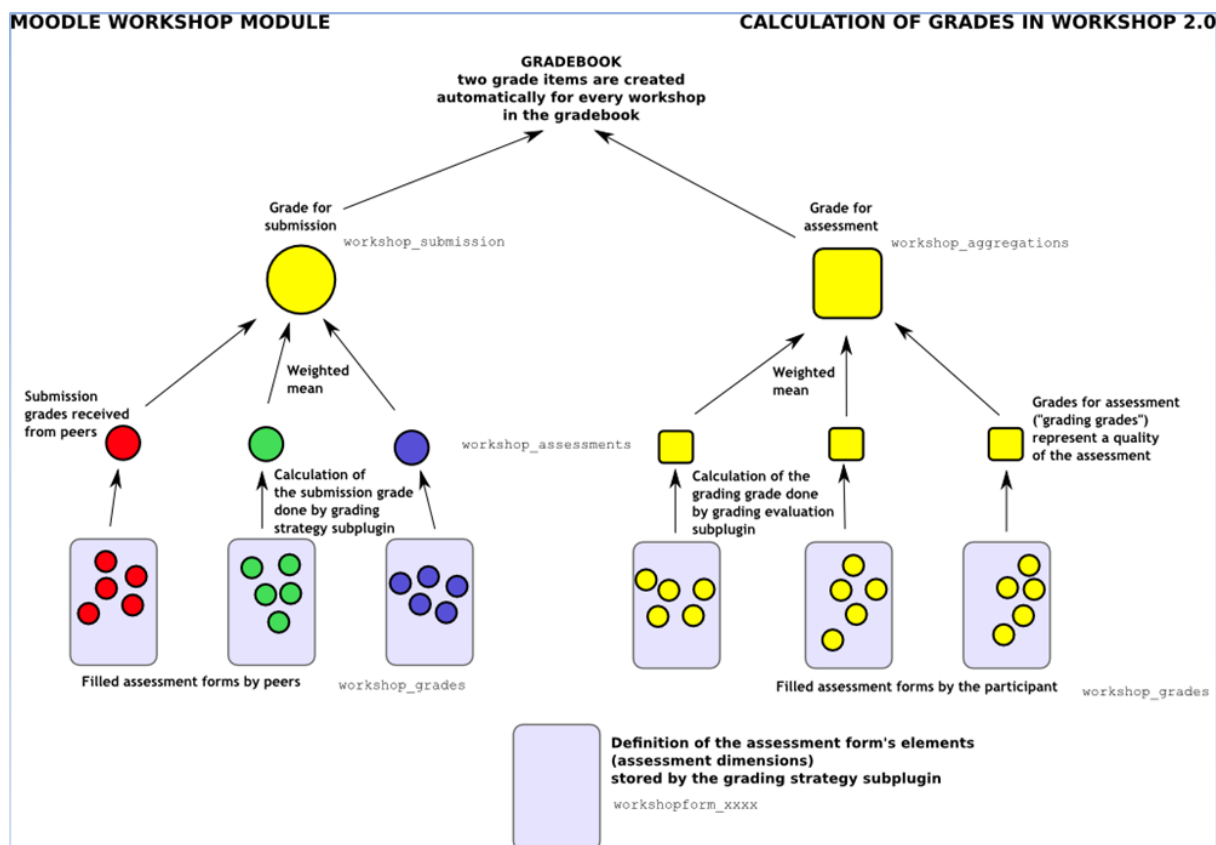 MOODLE WORKSHOP MODULE
CALCULATION OF GRADES IN WORKSHOP 2.0
GRADEBOOK
two grade items are created
automatically for every workshop
in the gradebook
Grade for
submission
workshop_submission
Grade for
assessment
workshop_aggregations
Weighted
mean
Weighted
mean
Submission
grades received
from peers
workshop_assessments
Grades for assessment
("grading grades")
represent a quality
of the assessment
Calculation of
the submission grade
done by grading
strategy subplugin
Calculation of the
grading grade done
by grading evaluation
subplugin
Filled assessment forms by peers
workshop_grades
Filled assessment forms by the participant
workshop_grades
Definition of the assessment form's elements
(assessment dimensions)
stored by the grading strategy subplugin
workshopform_xxxx